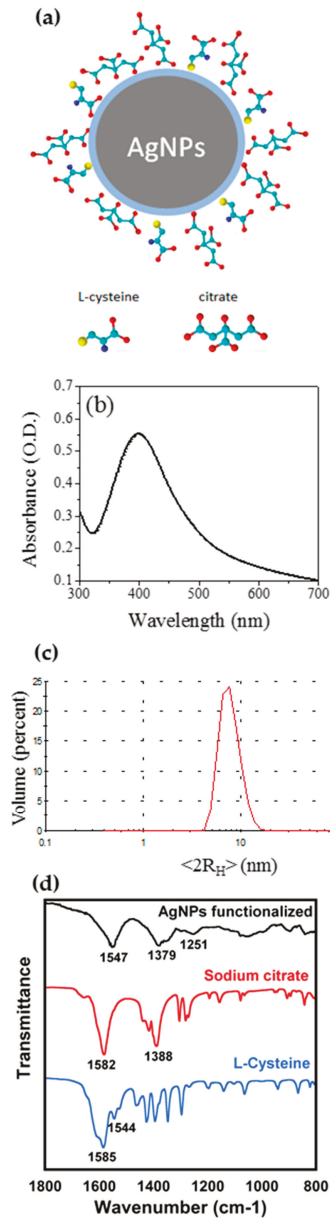 (a)
AgNPs
L-cysteine citrate
(b)
Absorbance (O.D.)
0.7
0.6
0.5
0.4
0.3
0.2
0.1
300 400 500 600 700
Wavelength (nm)
(c)
Volume (percent)
25
20
15
10
5
0
0.1 1 10
<2R_H> (nm)
(d)
Transmittance
AgNPs functionalized
1547 1379 1251
Sodium citrate
1582 1388
L-Cysteine
1544
1585
1800 1600 1400 1200 1000 800
Wavenumber (cm-1)